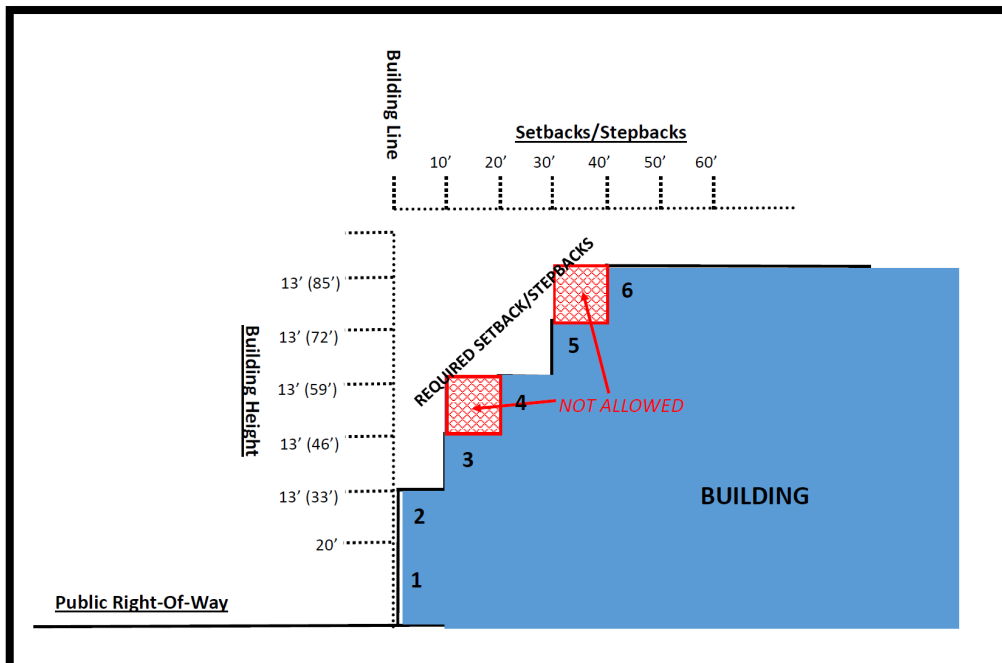 Building Line
Setbacks/Stepbacks
10’ 20’ 30’ 40’ 50’ 60’
REQUIRED SETBACK/STEPBACKS
Building Height
13’ (85’)
13’ (72’)
13’ (59’)
13’ (46’)
13’ (33’)
20’
6
5
4
NOT ALLOWED
3
BUILDING
2
1
Public Right-Of-Way